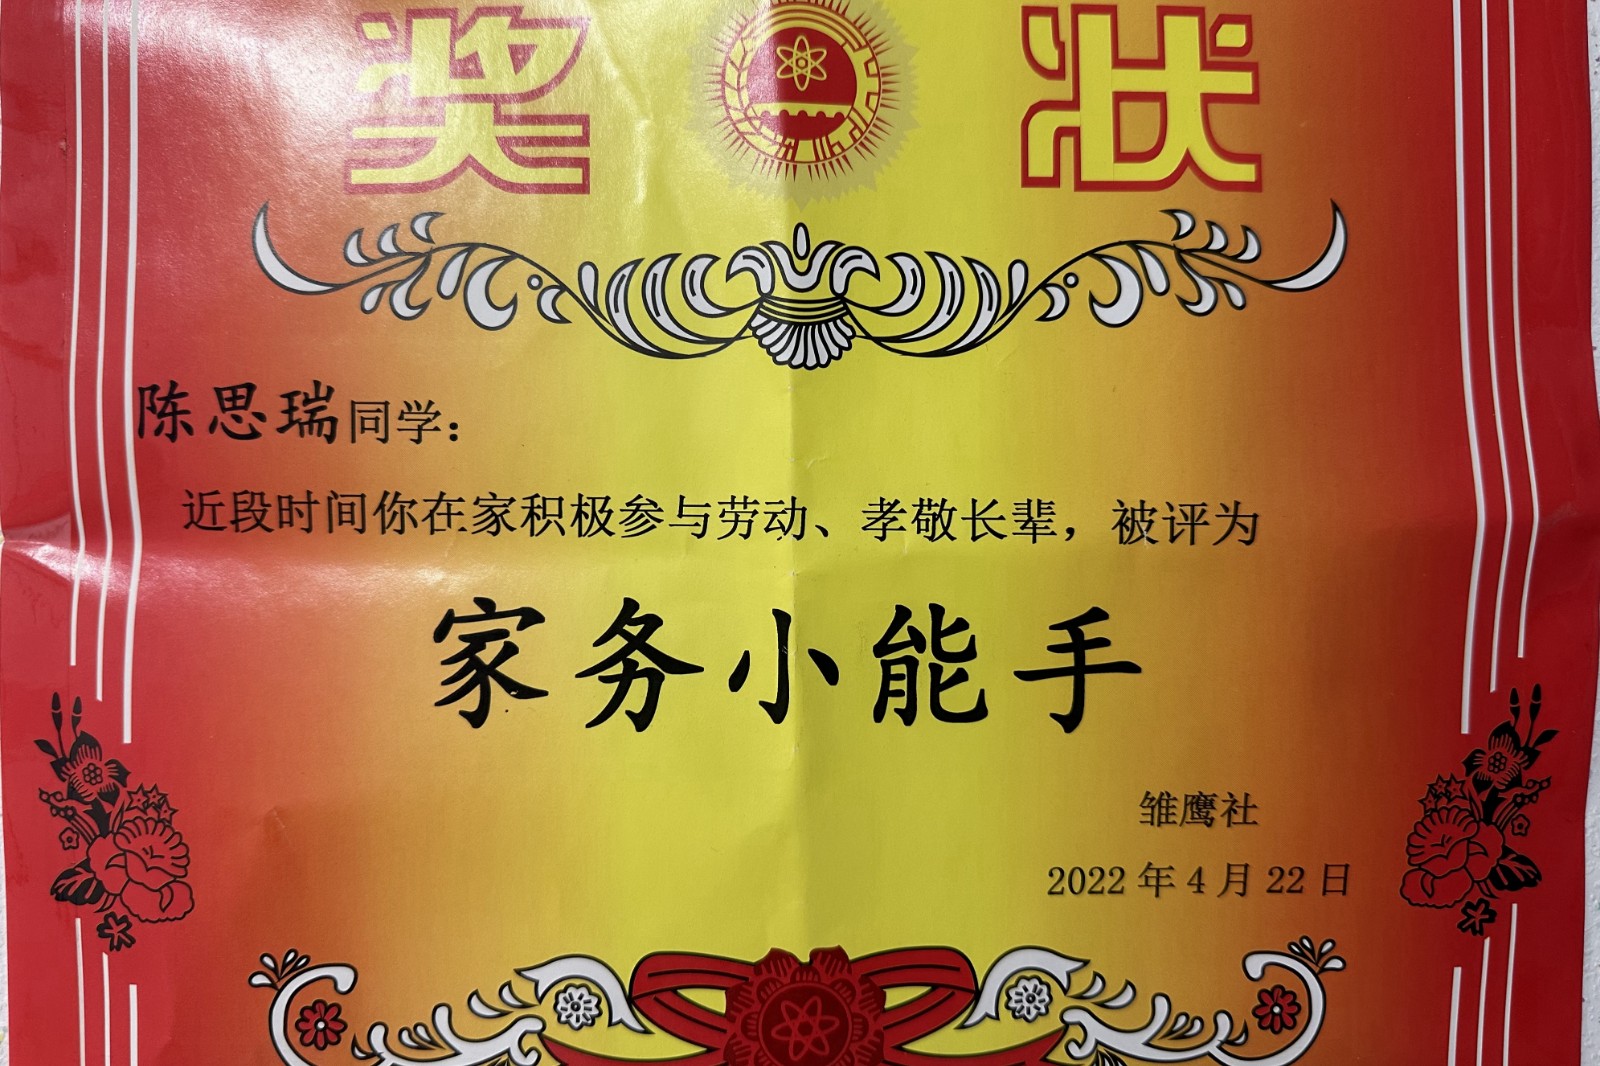 奖状
陈思瑞同学：
近段时间你在家积极参与劳动、孝敬长辈，被评为
家务小能手
雏鹰社
2022年4月22日